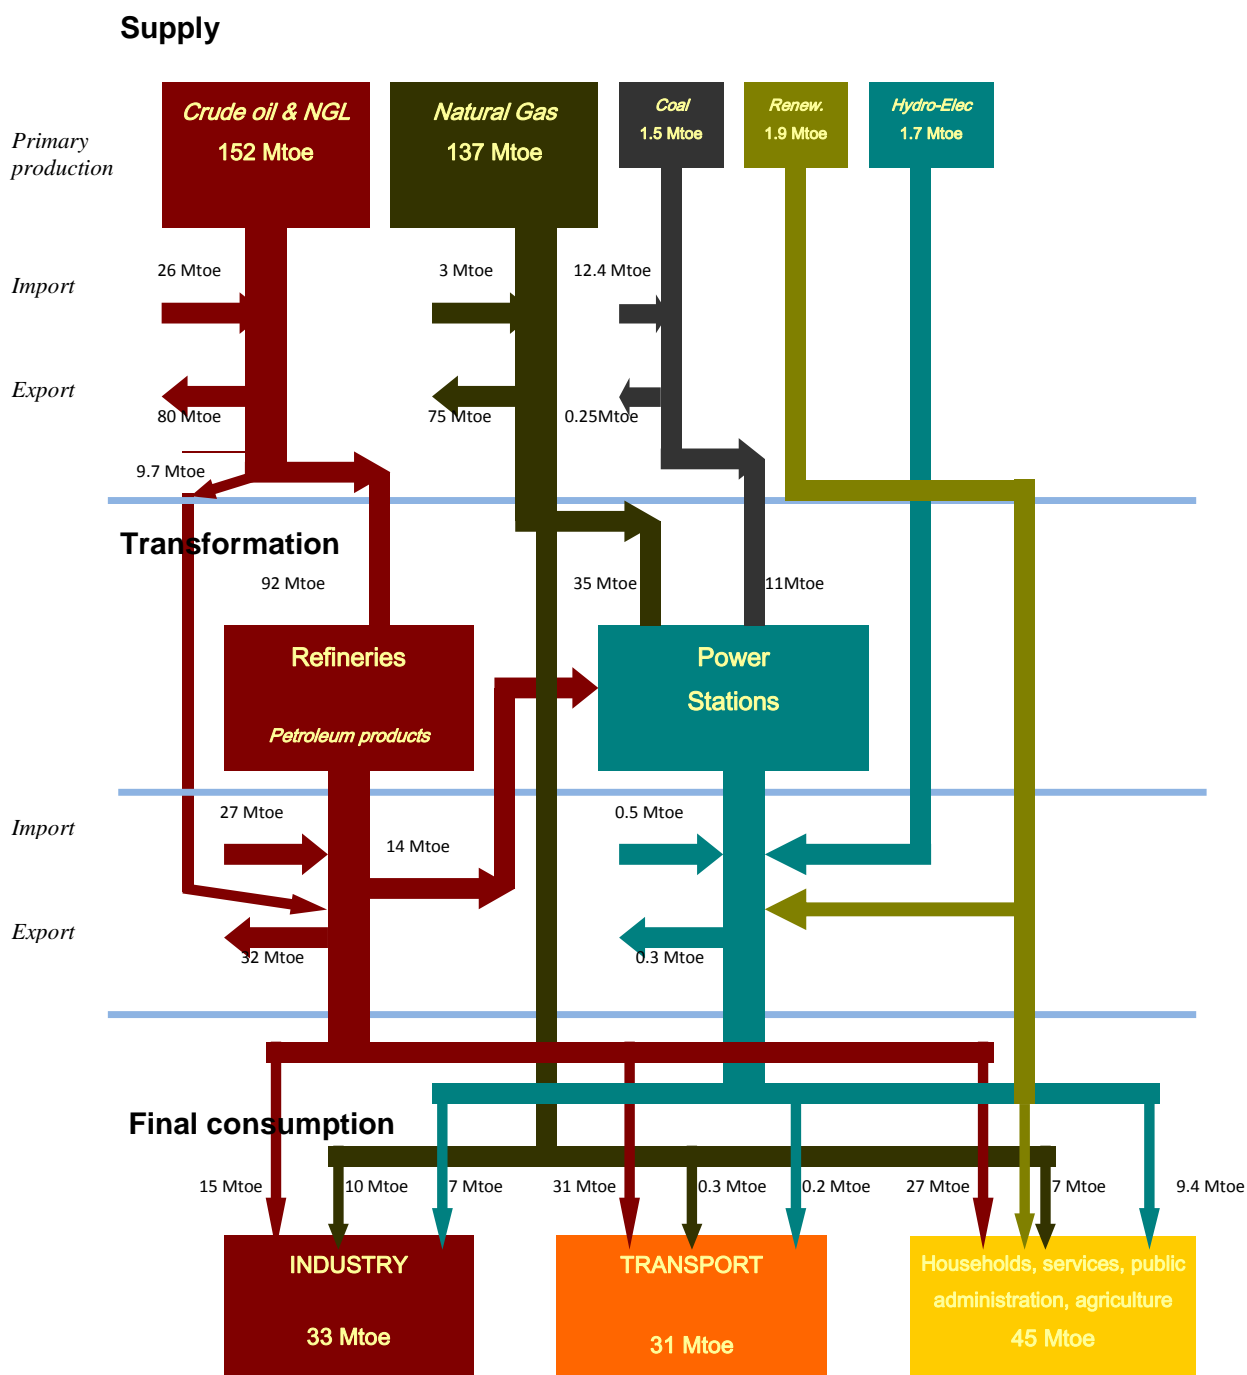 Supply
Crude oil & NGL
152 Mtoe
Natural Gas
137 Mtoe
Coal
1.5 Mtoe
Renew.
1.9 Mtoe
Hydro-Elec
1.7 Mtoe
Primary
production
26 Mtoe
3 Mtoe
12.4 Mtoe
Import
Export
80 Mtoe
75 Mtoe
0.25Mtoe
9.7 Mtoe
Transformation
92 Mtoe
35 Mtoe
11Mtoe
Refineries
Petroleum products
Power
Stations
27 Mtoe
0.5 Mtoe
Import
14 Mtoe
Export
32 Mtoe
0.3 Mtoe
Final consumption
15 Mtoe
10 Mtoe
7 Mtoe
31 Mtoe
0.3 Mtoe
0.2 Mtoe
27 Mtoe
7 Mtoe
9.4 Mtoe
INDUSTRY
33 Mtoe
TRANSPORT
31 Mtoe
Households, services, public
administration, agriculture
45 Mtoe